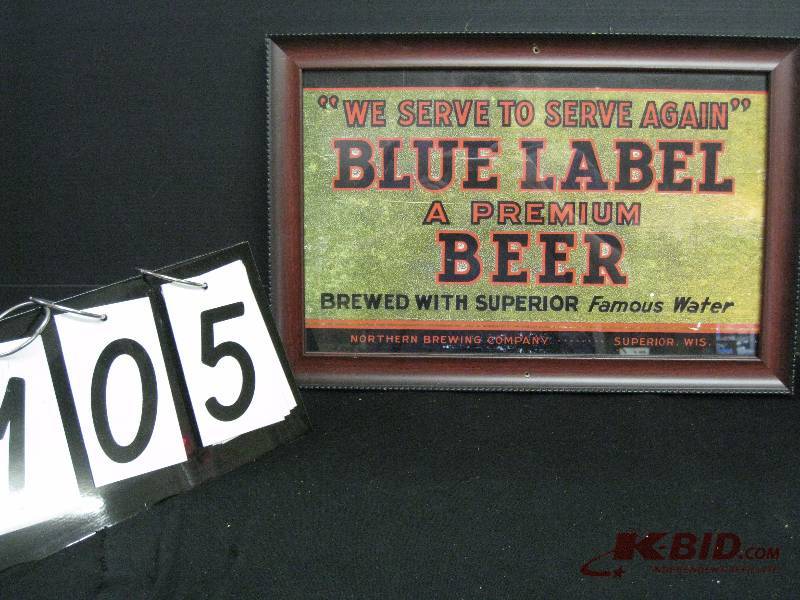 "WE SERVE TO SERVE AGAIN"
BLUE LABEL
A PREMIUM
BEER
BREWED WITH SUPERIOR Famous Water
NORTHERN BREWING COMPANY SUPERIOR, WIS.
105
K-BID.COM